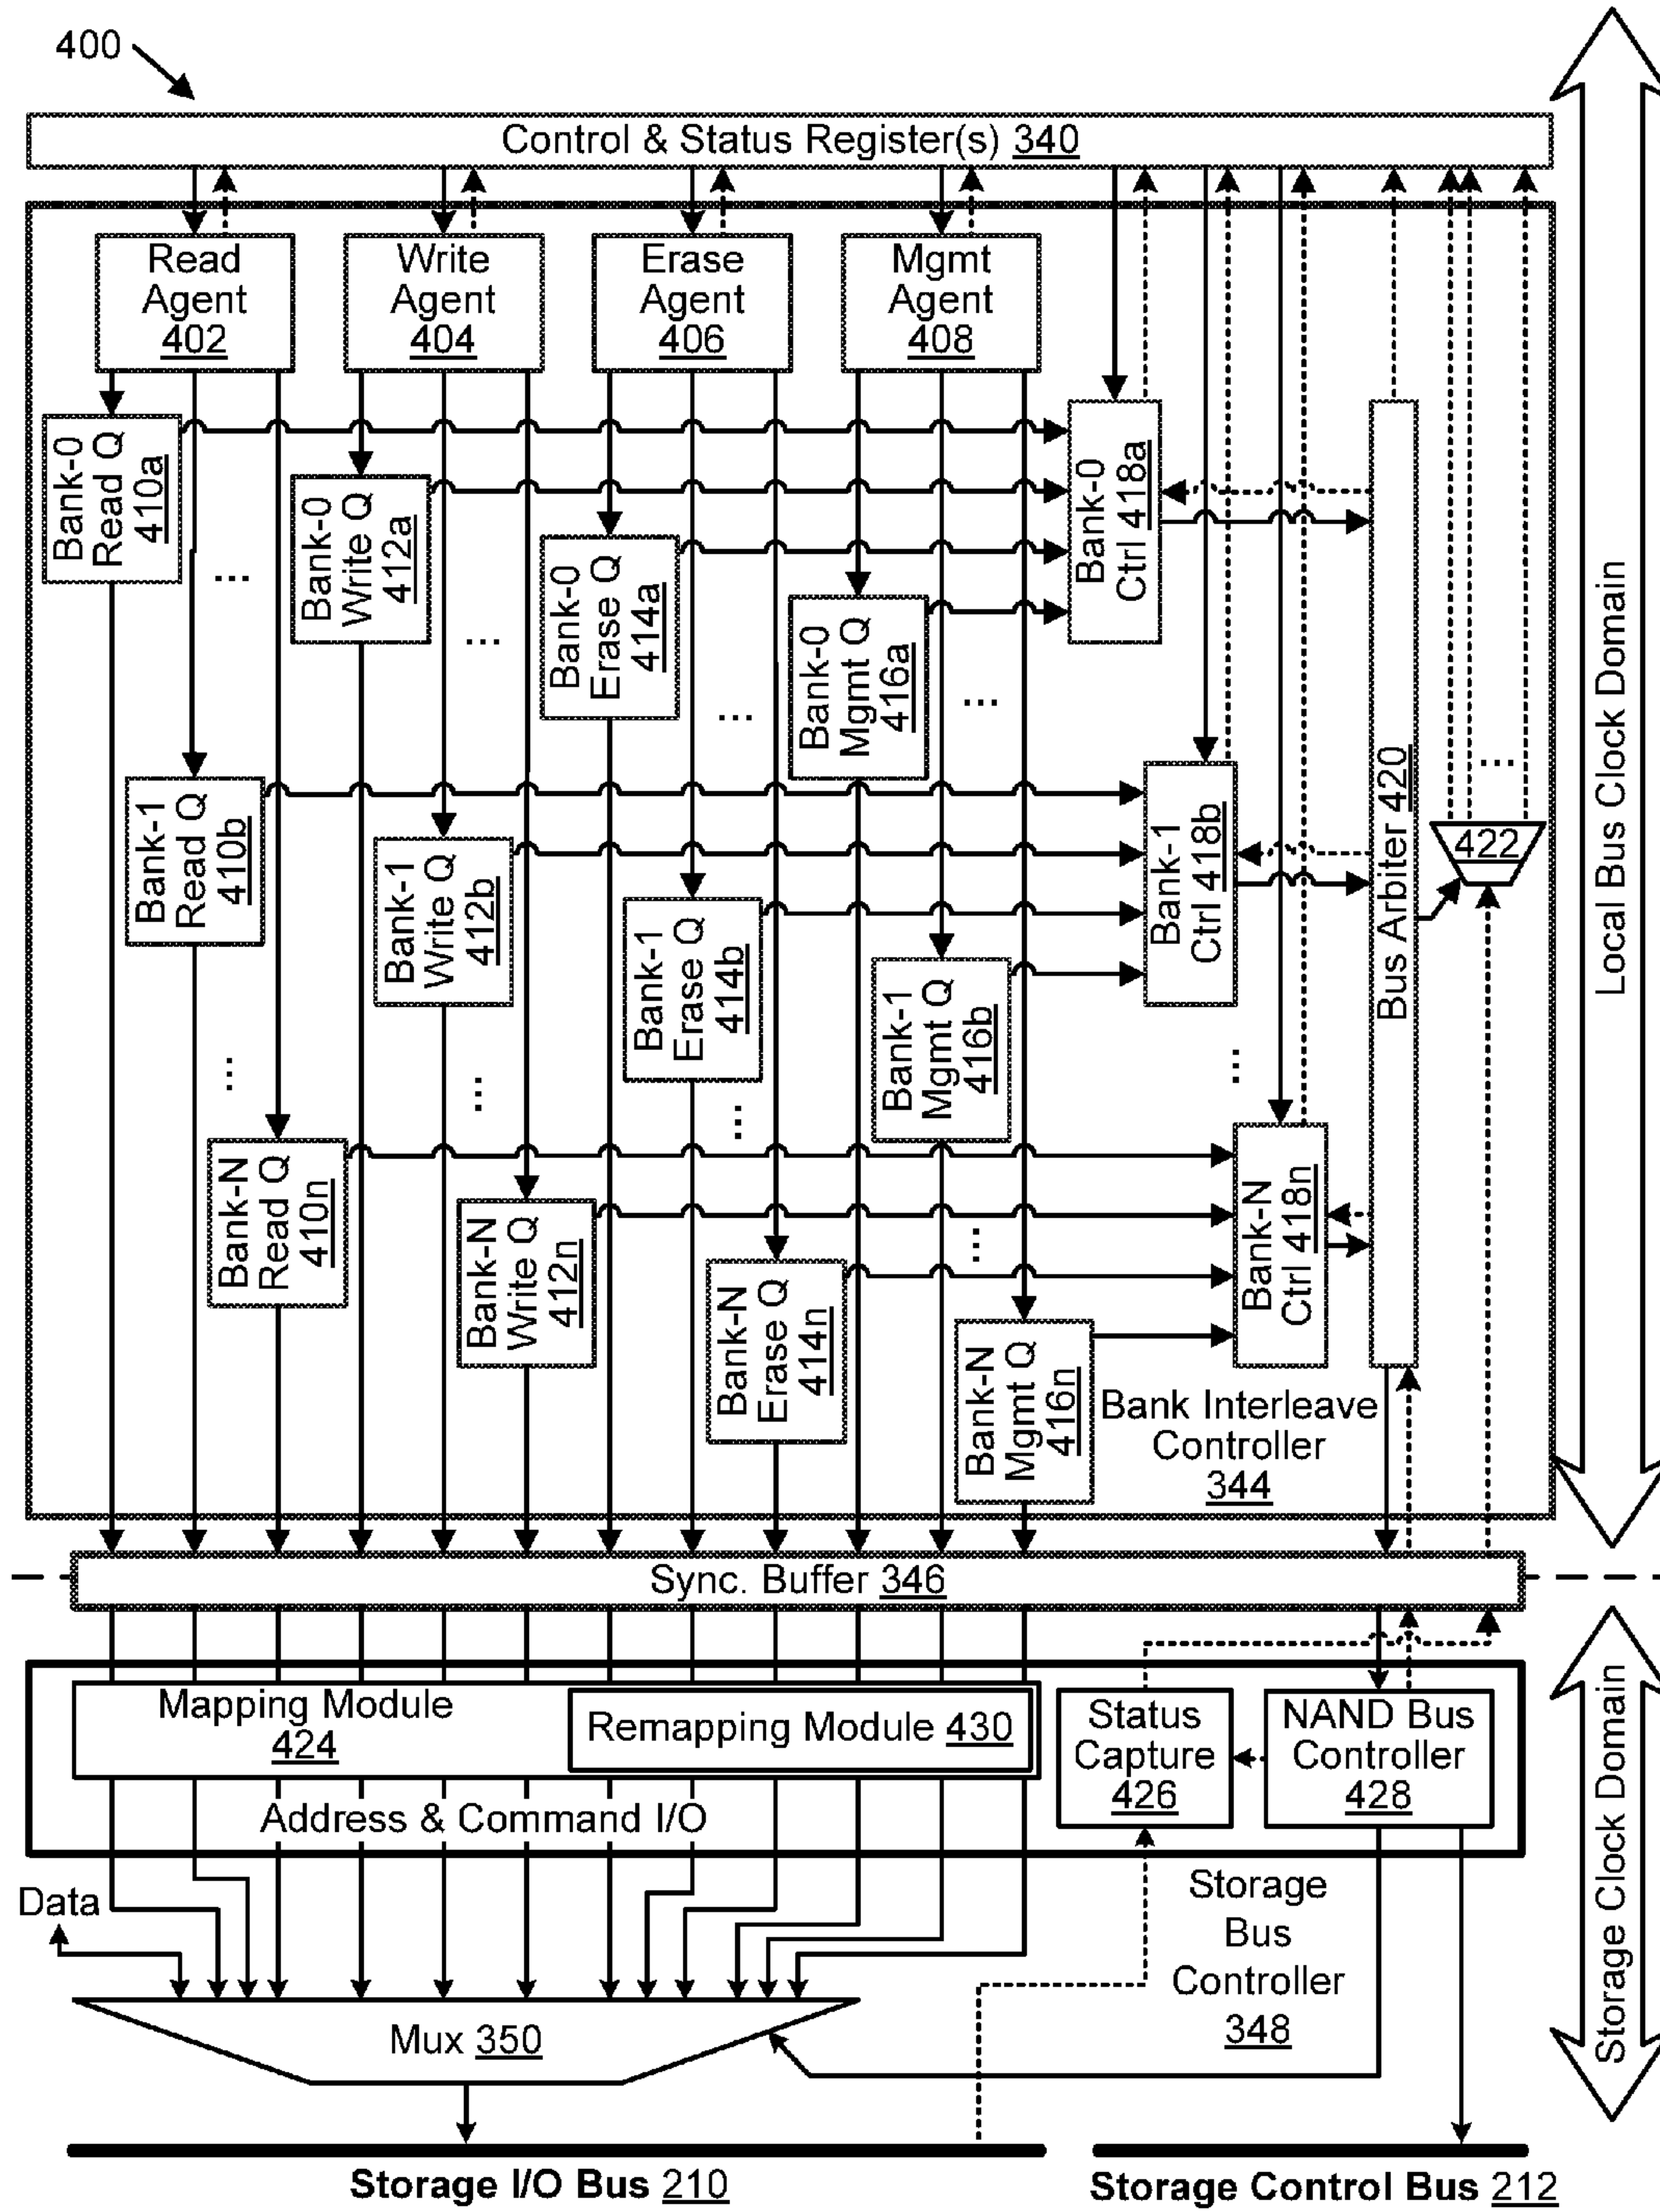 400
Control & Status Register(s) 340
Read
Agent
402
Write
Agent
404
Erase
Agent
406
Mgmt
Agent
408
Bank-0
Read Q
410a
Bank-0
Write Q
412a
Bank-0
Erase Q
414a
Bank-0
Mgmt Q
416a
Bank-0
Ctrl 418a
...
...
...
...
Bank-1
Read Q
410b
Bank-1
Write Q
412b
Bank-1
Erase Q
414b
Bank-1
Mgmt Q
416b
Bank-1
Ctrl 418b
Bus Arbiter 420
...
422
Local Bus Clock Domain
...
...
...
...
...
Bank-N
Read Q
410n
Bank-N
Write Q
412n
Bank-N
Erase Q
414n
Bank-N
Mgmt Q
416n
Bank-N
Ctrl 418n
Bank Interleave
Controller
344
Sync. Buffer 346
Mapping Module
424
Remapping Module 430
Status
Capture
426
NAND Bus
Controller
428
Address & Command I/O
Storage Clock Domain
Data
Storage
Bus
Controller
348
Mux 350
Storage I/O Bus 210
Storage Control Bus 212